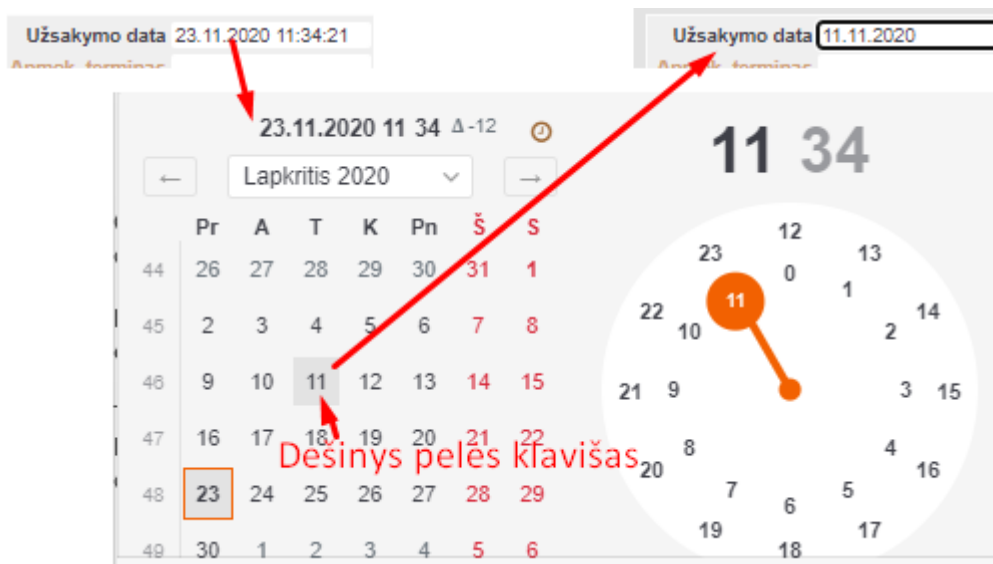 Užsakymo data 23.11.2020 11:34:21
Apmok. terminas
Užsakymo data 11.11.2020
Apmok. terminas
23.11.2020 11 34 Δ -12
← Lapkritis 2020 →
Pr A T K Pn Š S
44 26 27 28 29 30 31 1
45 2 3 4 5 6 7 8
46 9 10 11 12 13 14 15
47 16 17 18 19 20 21 22
Dešinys pelės klavišas
48 23 24 25 26 27 28 29
49 30 1 2 3 4 5 6
11 34
12
23 13
0
11 1
22 14
10 2
21 9 3 15
8 4
20 16
7 5
6
19 17
18